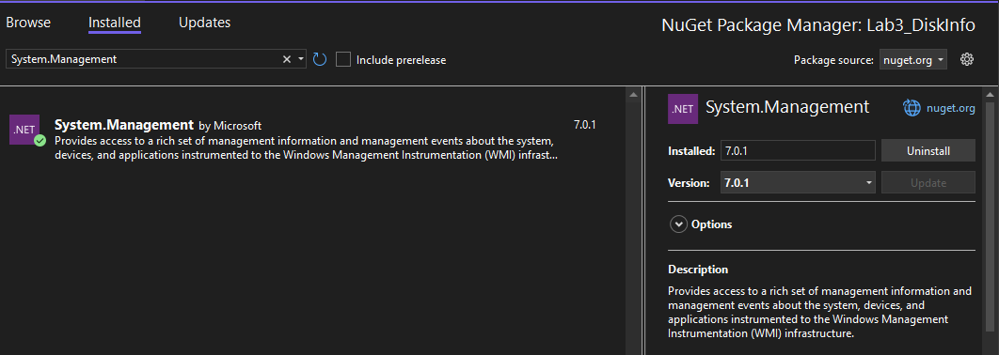 Browse Installed Updates NuGet Package Manager: Lab3_DiskInfo
System.Management Include prerelease Package source: nuget.org
.NET System.Management by Microsoft 7.0.1
Provides access to a rich set of management information and management events about the system,
devices, and applications instrumented to the Windows Management Instrumentation (WMI) infrast...
.NET System.Management nuget.org
Installed: 7.0.1 Uninstall
Version: 7.0.1 Update
Options
Description
Provides access to a rich set of management information and
management events about the system, devices, and
applications instrumented to the Windows Management
Instrumentation (WMI) infrastructure.